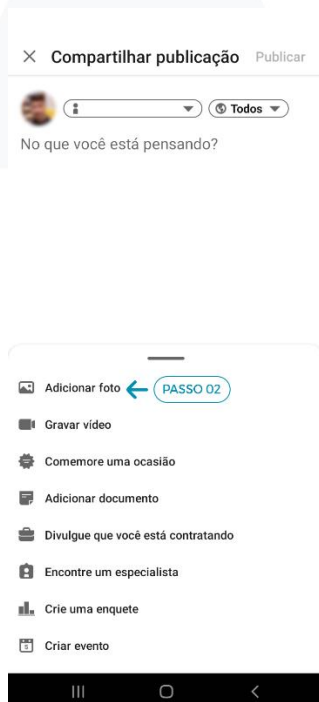 Compartilhar publicação Publicar
Todos
No que você está pensando?
Adicionar foto PASSO 02
Gravar vídeo
Comemore uma ocasião
Adicionar documento
Divulgue que você está contratando
Encontre um especialista
Crie uma enquete
Criar evento